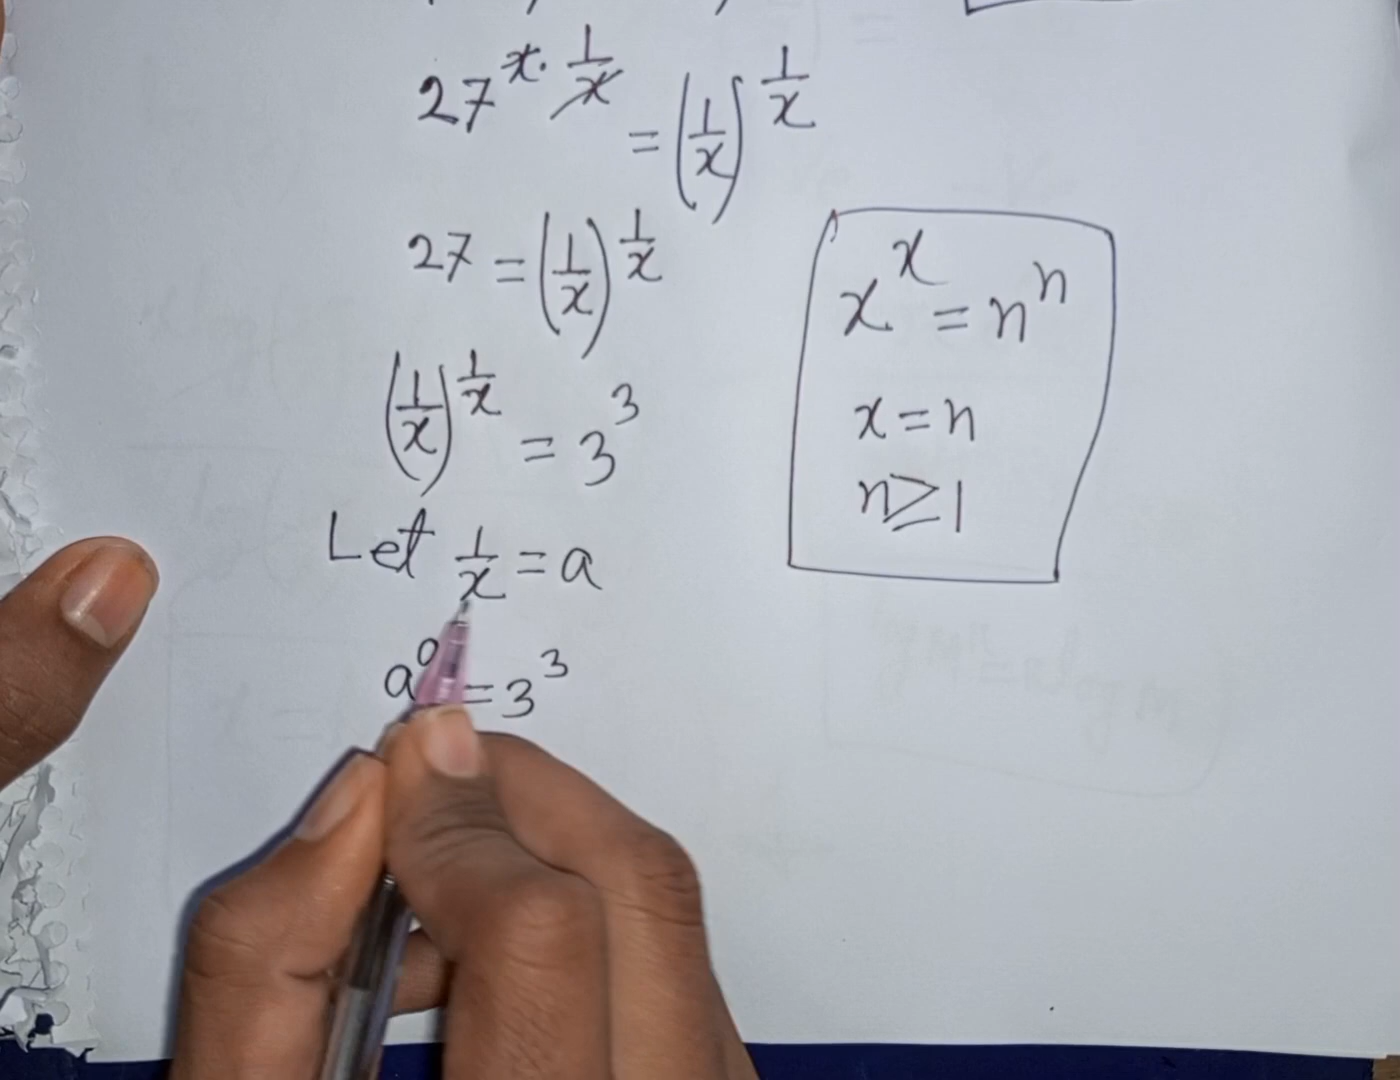 27^{x · 1/x} = (1/x)^{1/x}
27 = (1/x)^{1/x}
(1/x)^{1/x} = 3^3
Let 1/x = a
a^a = 3^3
x^x = n^n
x = n
n ≥ 1